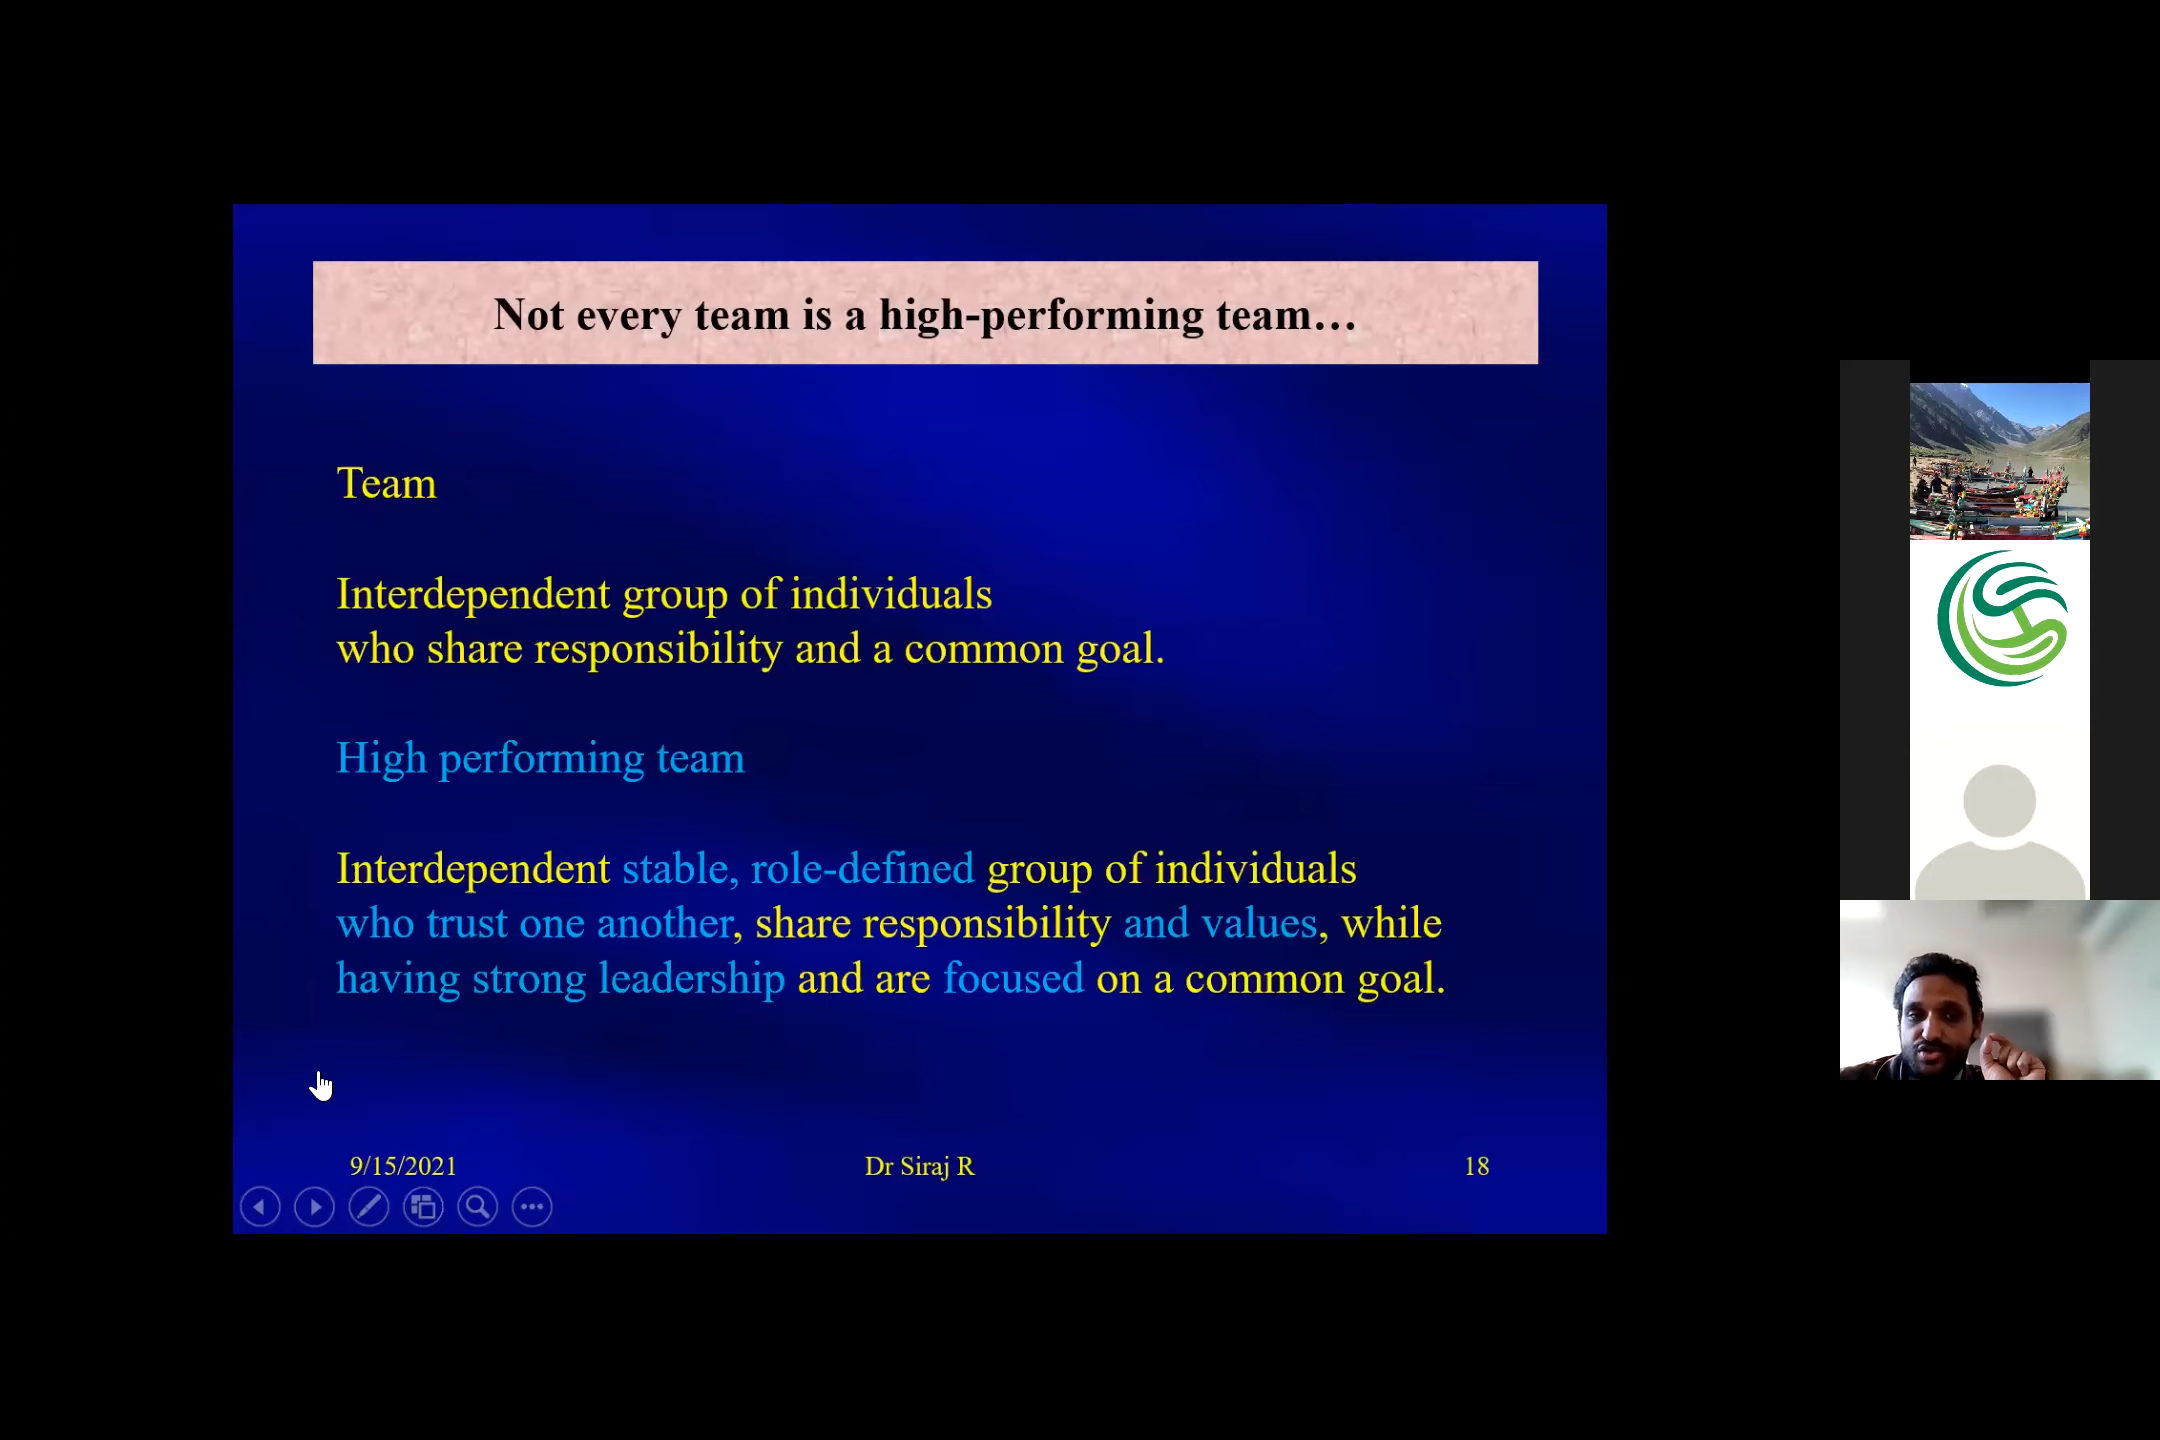 Not every team is a high-performing team…
Team
Interdependent group of individuals
who share responsibility and a common goal.
High performing team
Interdependent stable, role-defined group of individuals
who trust one another, share responsibility and values, while
having strong leadership and are focused on a common goal.
9/15/2021
Dr Siraj R
18